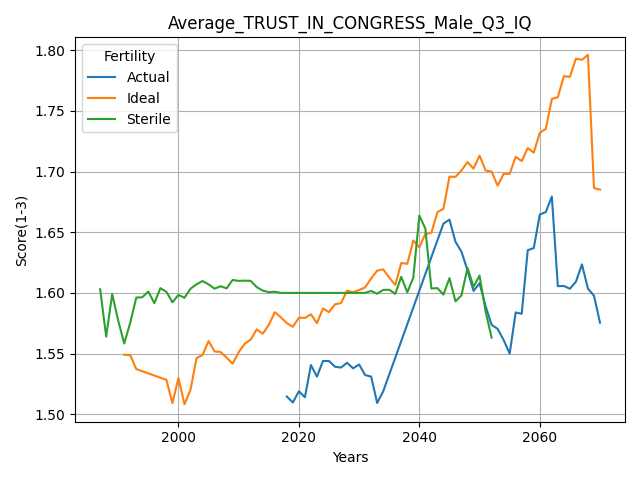 Average_TRUST_IN_CONGRESS_Male_Q3_IQ
Fertility
Actual
Ideal
Sterile
Score(1-3)
1.80
1.75
1.70
1.65
1.60
1.55
1.50
2000
2020
2040
2060
Years